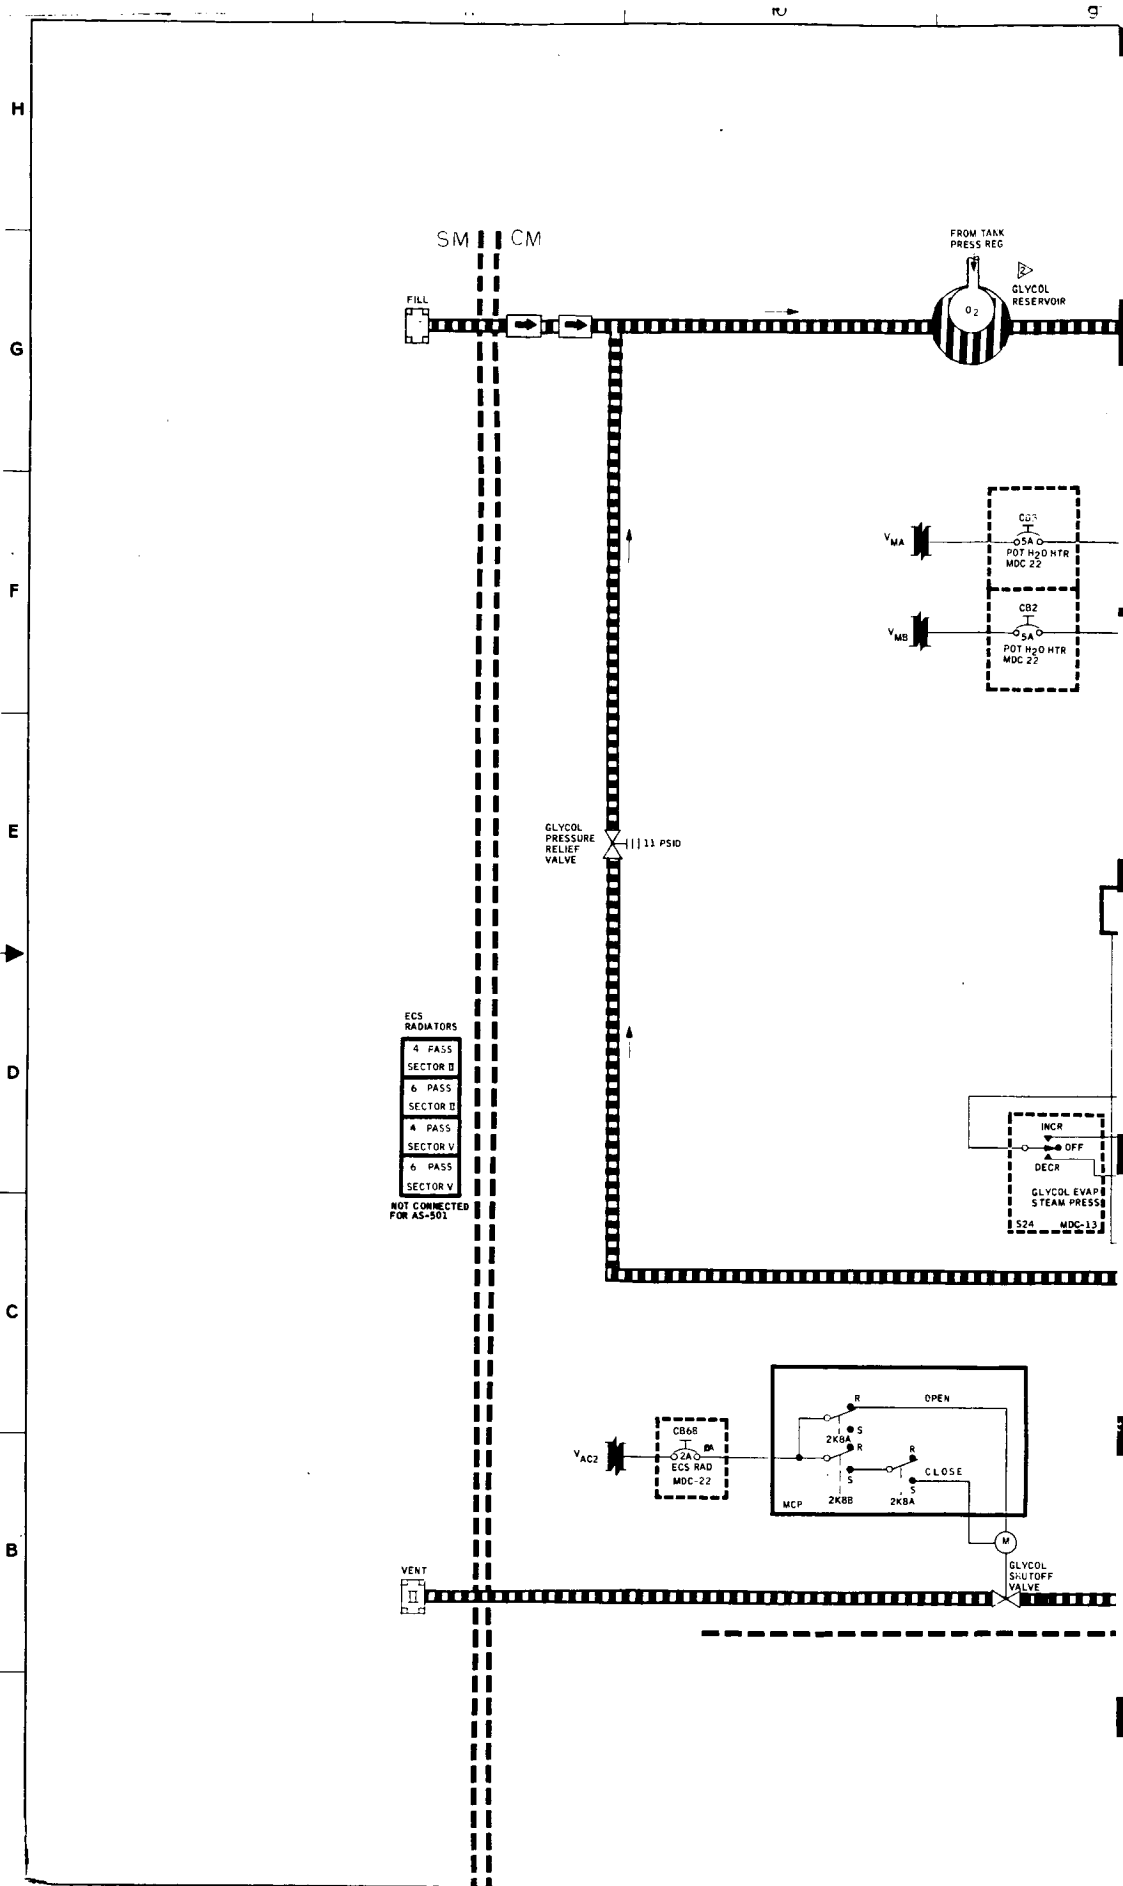 H
SM CM
FROM TANK
PRESS REG
2
GLYCOL
RESERVOIR
O2
FILL
G
VMA
5A
POT H2O HTR
MDC 22
F
CB2
VMB
5A
POT H2O HTR
MDC 22
E
GLYCOL
PRESSURE
RELIEF
VALVE
11 PSID
ECS
RADIATORS
4 PASS
SECTOR II
6 PASS
SECTOR II
4 PASS
SECTOR V
6 PASS
SECTOR V
NOT CONNECTED
FOR AS-501
D
INCR
OFF
DECR
GLYCOL EVAP
STEAM PRESS
S24 MDC-13
C
R
OPEN
S
2K8A
R
CB68
VAC2
2A ØA
ECS RAD
MDC-22
R
CLOSE
S
S
MCP
2K8B
2K8A
B
M
GLYCOL
SHUTOFF
VALVE
VENT
II